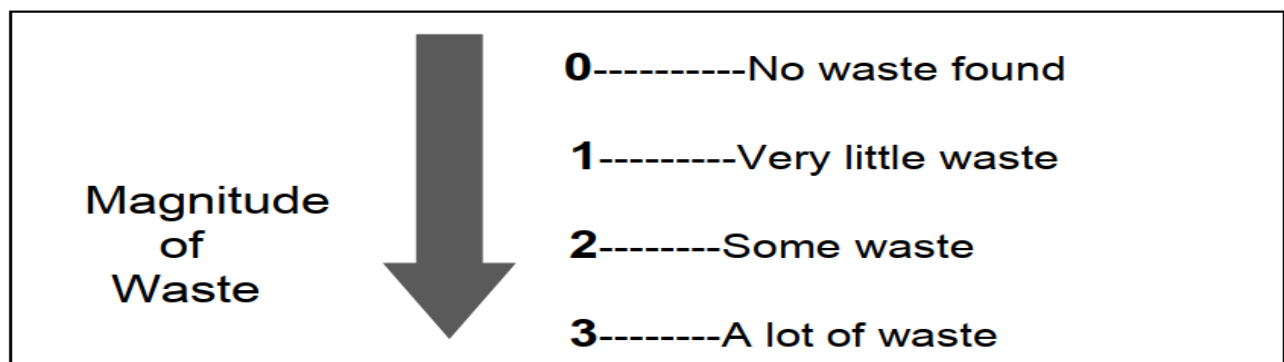 0----------No waste found
1---------Very little waste
Magnitude
of
Waste
2--------Some waste
3--------A lot of waste